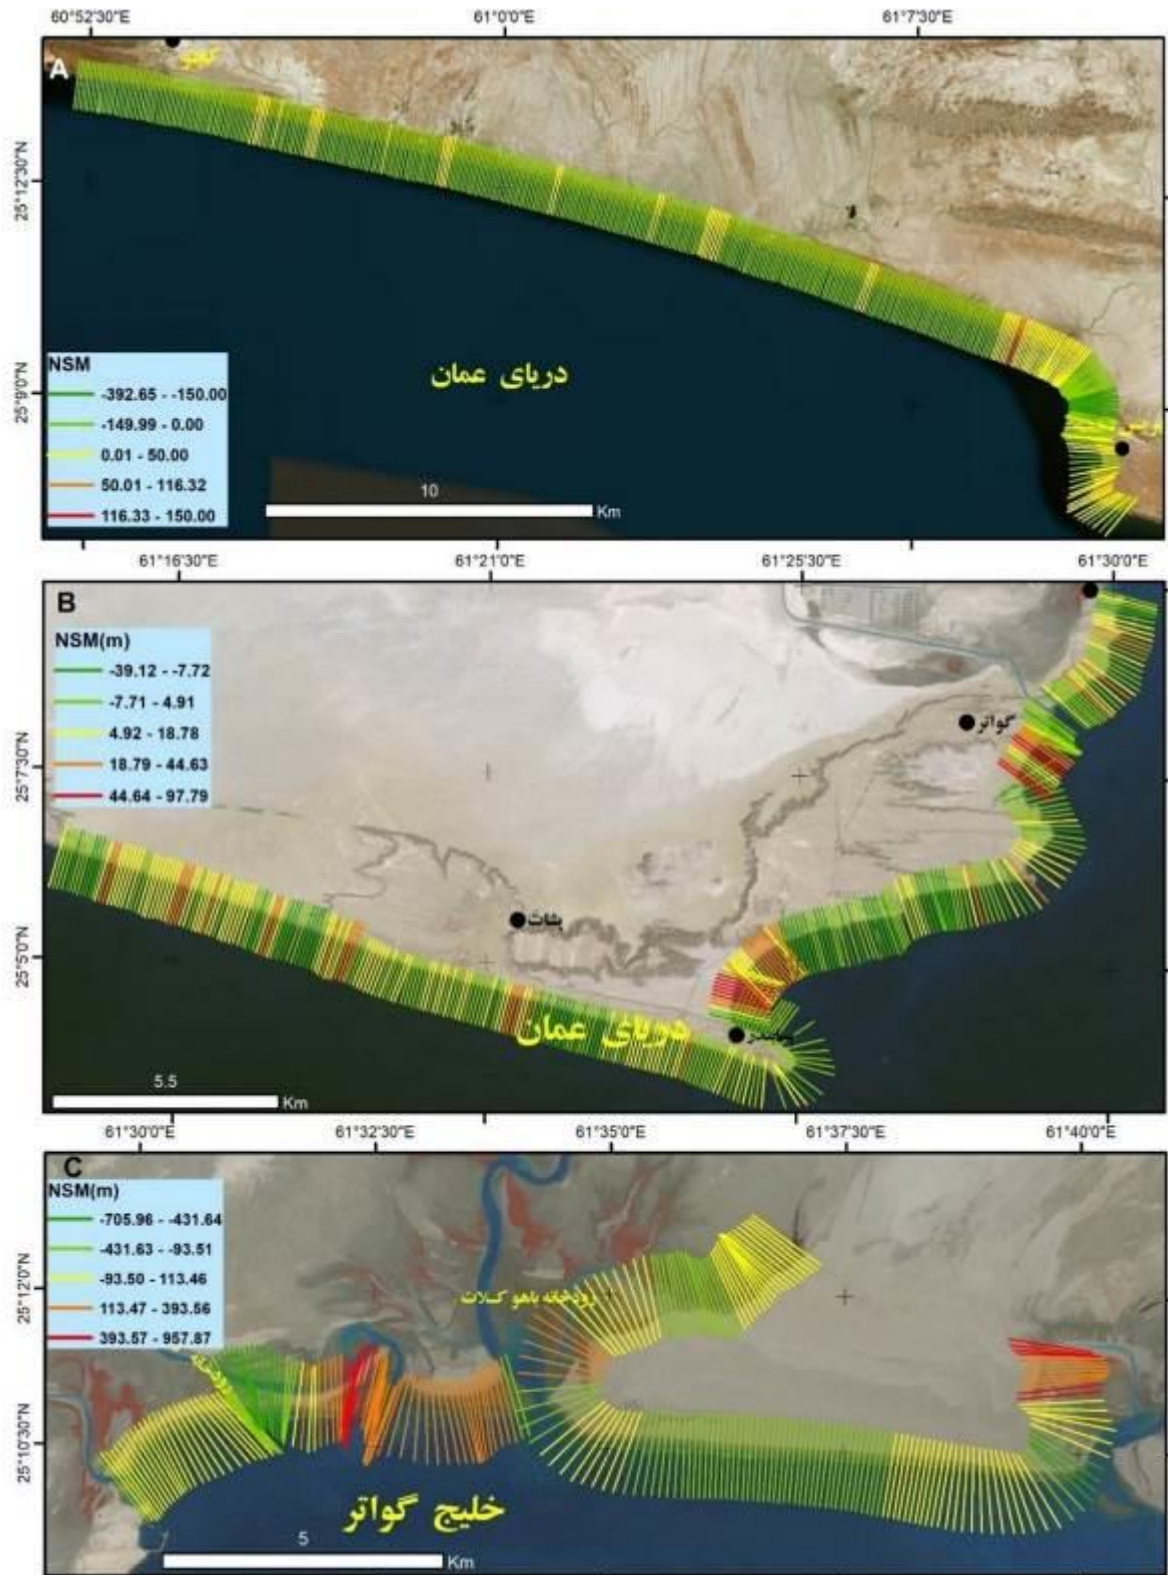 60°52'30"E 61°0'0"E 61°7'30"E
A
25°12'30"N
25°9'0"N
دریای عمان
NSM
-392.65 - -150.00
-149.99 - 0.00
0.01 - 50.00
50.01 - 116.32
116.33 - 150.00
10
Km
61°16'30"E 61°21'0"E 61°25'30"E 61°30'0"E
B
NSM(m)
-39.12 - -7.72
-7.71 - 4.91
4.92 - 18.78
18.79 - 44.63
44.64 - 97.79
گواتر
25°7'30"N
پشات
25°5'0"N
دریای عمان
5.5
Km
61°30'0"E 61°32'30"E 61°35'0"E 61°37'30"E 61°40'0"E
C
NSM(m)
-705.96 - -431.64
-431.63 - -93.51
-93.50 - 113.46
113.47 - 393.56
393.57 - 957.87
25°12'0"N
رودخانه باهو کلات
25°10'30"N
خلیج گواتر
5
Km